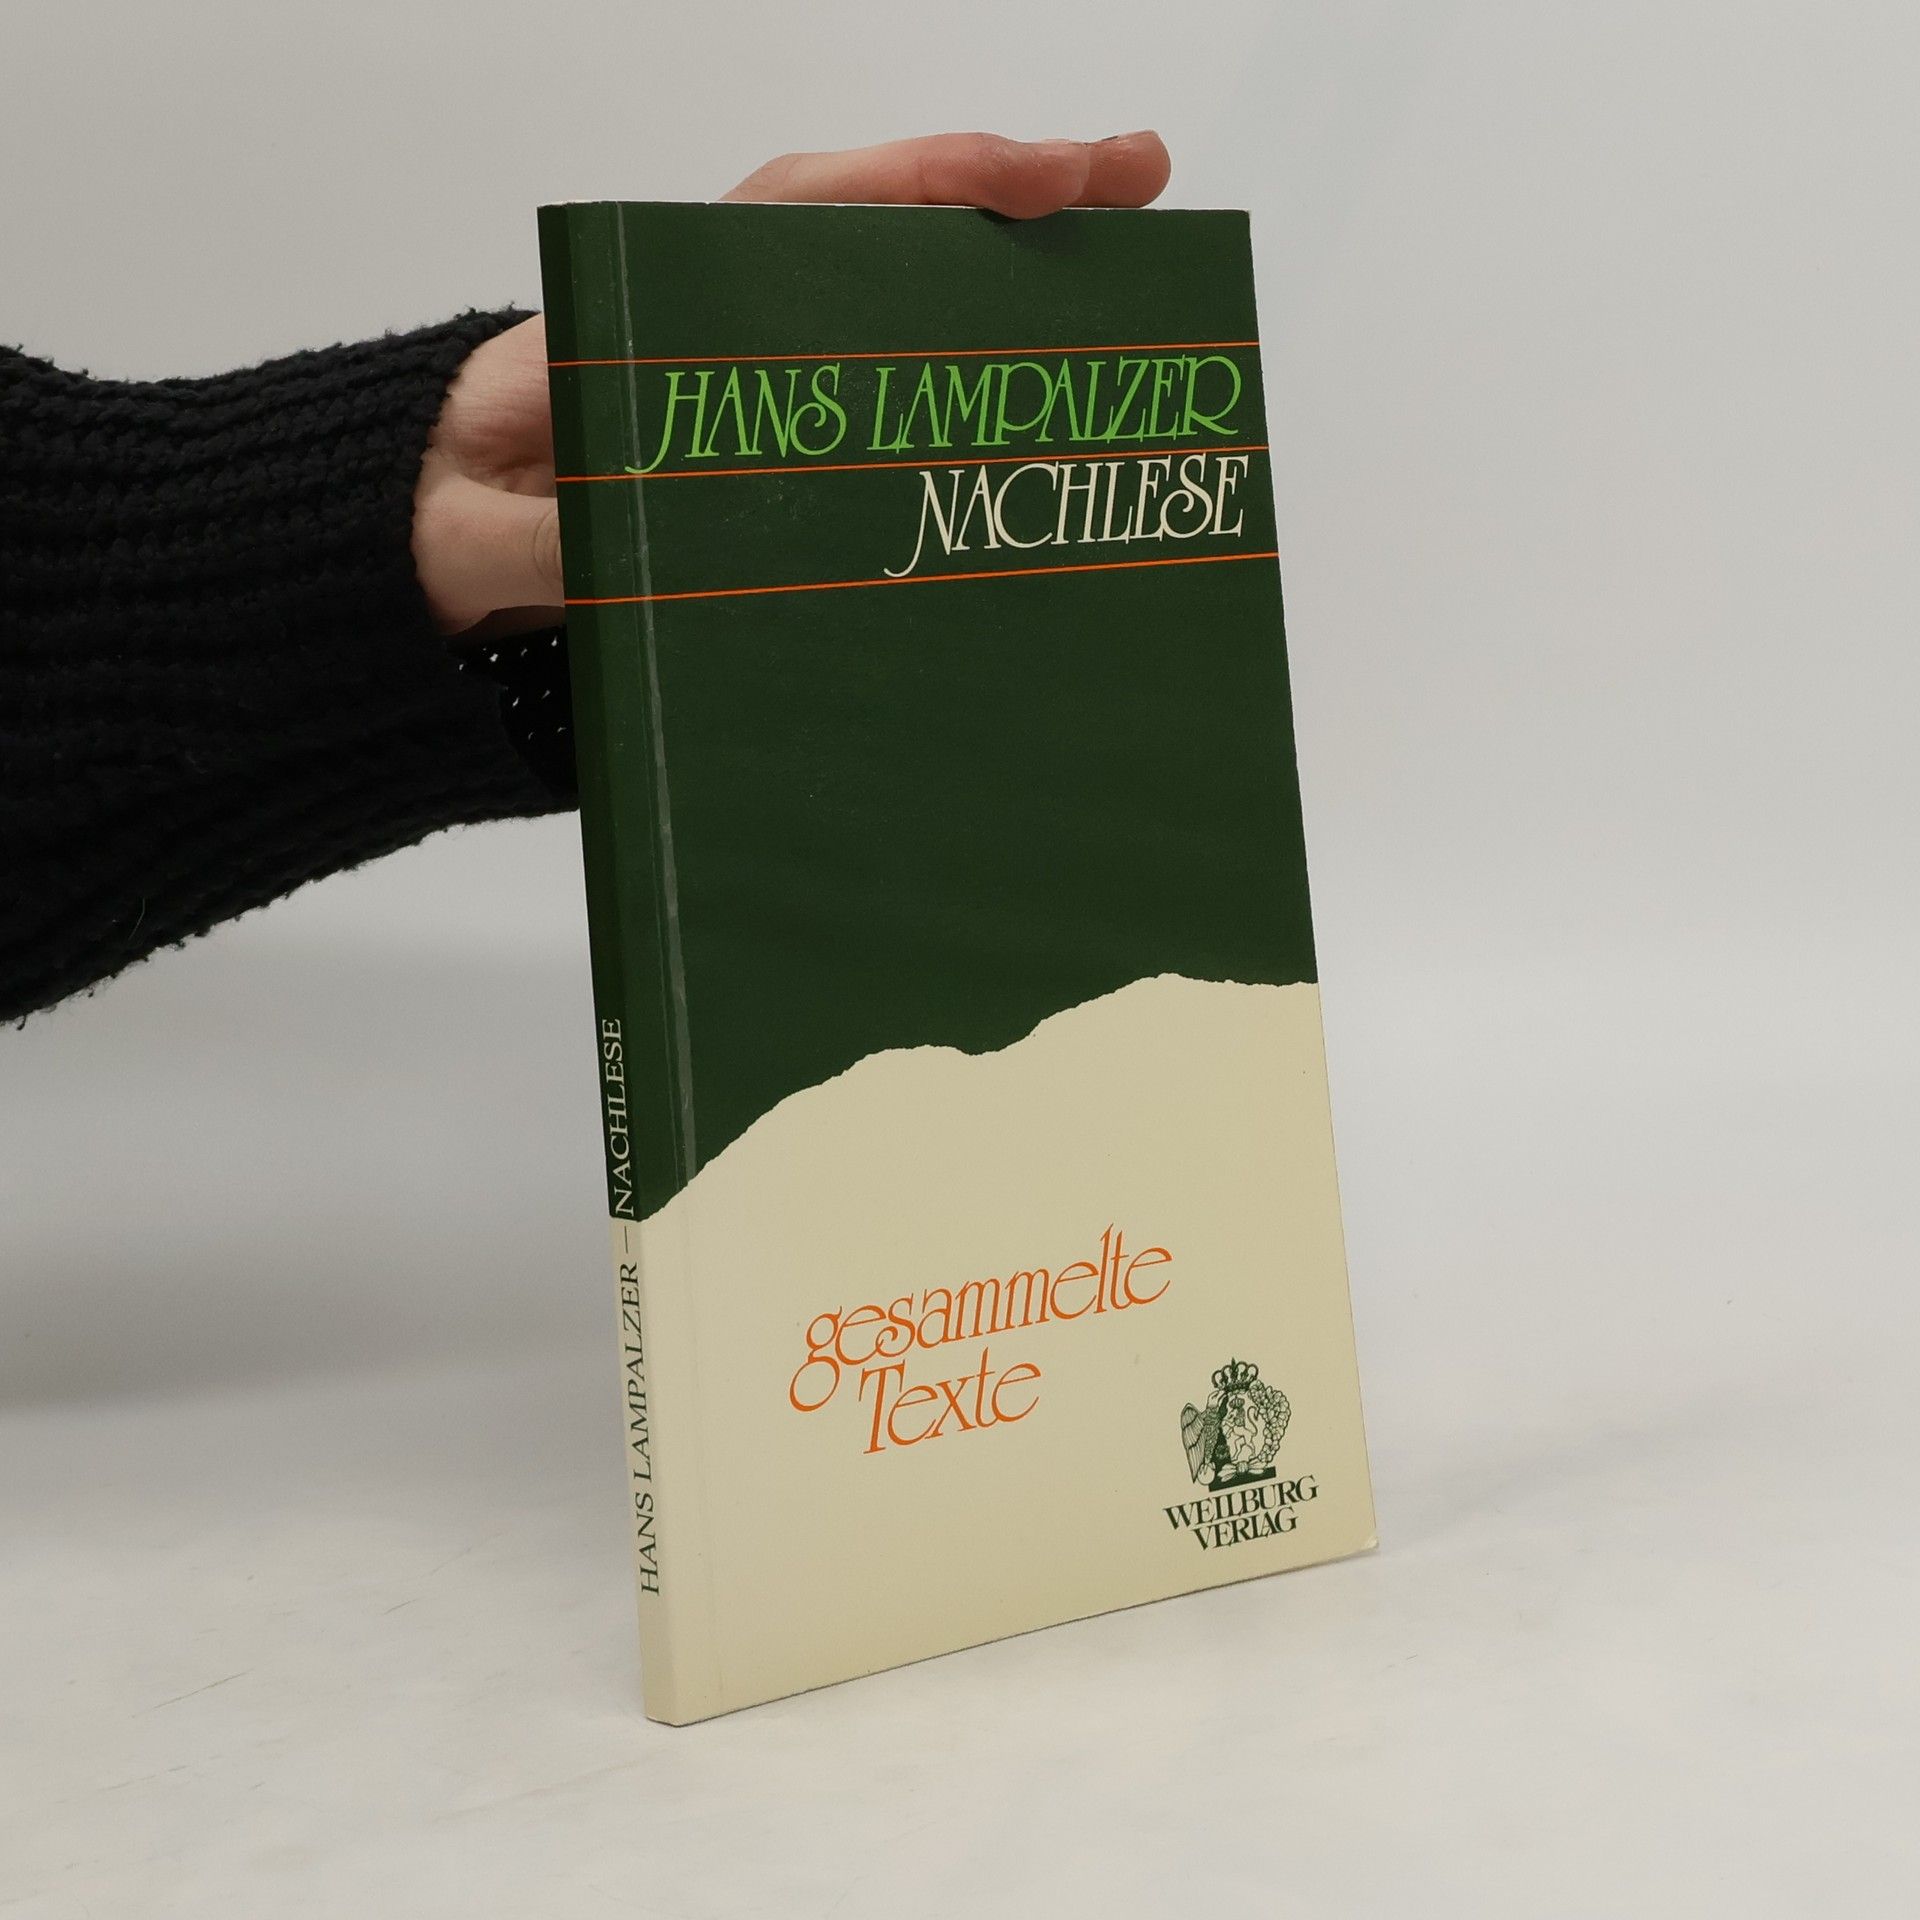 HANS LAMPALZER
NACHLESE
gesammelte
Texte
WEILBURG
VERLAG
HANS LAMPALZER – NACHLESE